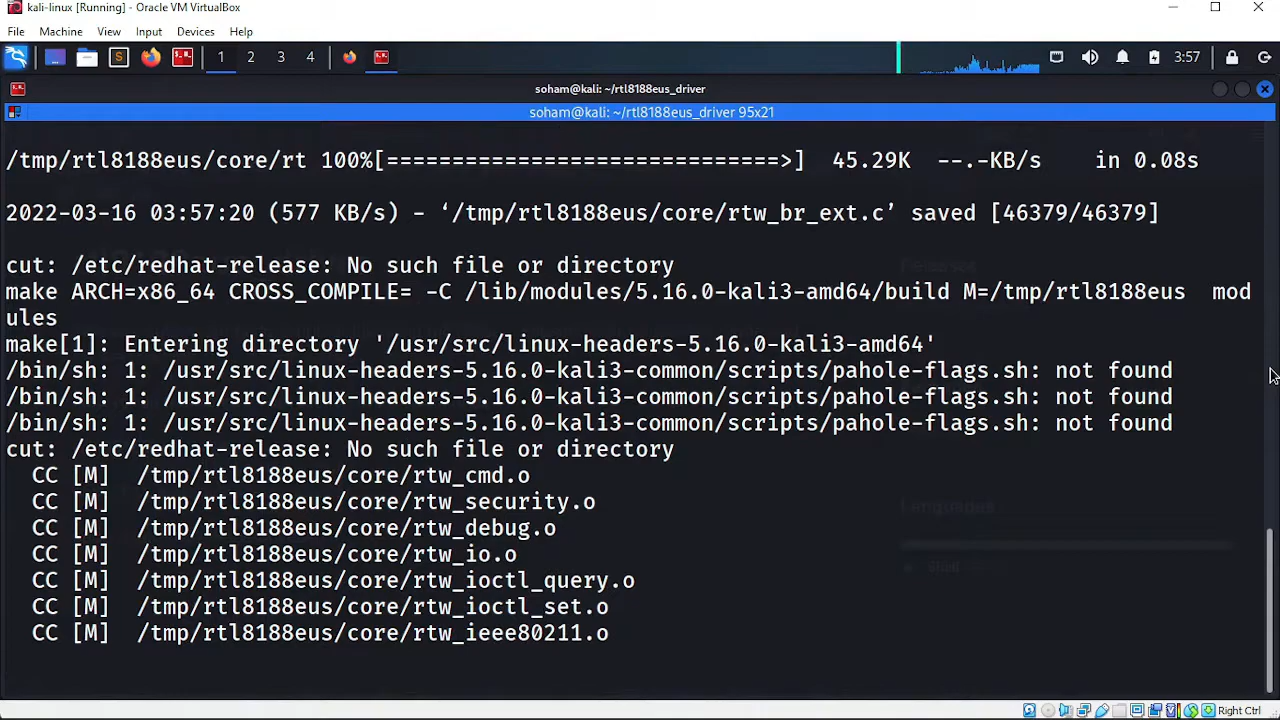 kali-linux [Running] - Oracle VM VirtualBox
File Machine View Input Devices Help
1 2 3 4 3:57
soham@kali: ~/rtl8188eus_driver
soham@kali: ~/rtl8188eus_driver 95x21
/tmp/rtl8188eus/core/rt 100%[==============================>] 45.29K --.-KB/s in 0.08s
2022-03-16 03:57:20 (577 KB/s) - ‘/tmp/rtl8188eus/core/rtw_br_ext.c’ saved [46379/46379]
cut: /etc/redhat-release: No such file or directory
make ARCH=x86_64 CROSS_COMPILE= -C /lib/modules/5.16.0-kali3-amd64/build M=/tmp/rtl8188eus mod
ules
make[1]: Entering directory '/usr/src/linux-headers-5.16.0-kali3-amd64'
/bin/sh: 1: /usr/src/linux-headers-5.16.0-kali3-common/scripts/pahole-flags.sh: not found
/bin/sh: 1: /usr/src/linux-headers-5.16.0-kali3-common/scripts/pahole-flags.sh: not found
/bin/sh: 1: /usr/src/linux-headers-5.16.0-kali3-common/scripts/pahole-flags.sh: not found
cut: /etc/redhat-release: No such file or directory
CC [M] /tmp/rtl8188eus/core/rtw_cmd.o
CC [M] /tmp/rtl8188eus/core/rtw_security.o
CC [M] /tmp/rtl8188eus/core/rtw_debug.o
CC [M] /tmp/rtl8188eus/core/rtw_io.o
CC [M] /tmp/rtl8188eus/core/rtw_ioctl_query.o
CC [M] /tmp/rtl8188eus/core/rtw_ioctl_set.o
CC [M] /tmp/rtl8188eus/core/rtw_ieee80211.o
Languages
Right Ctrl